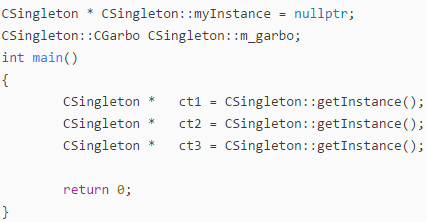 CSingleton * CSingleton::myInstance = nullptr;
CSingleton::CGarbo CSingleton::m_garbo;
int main()
{
        CSingleton *   ct1 = CSingleton::getInstance();
        CSingleton *   ct2 = CSingleton::getInstance();
        CSingleton *   ct3 = CSingleton::getInstance();

        return 0;
}